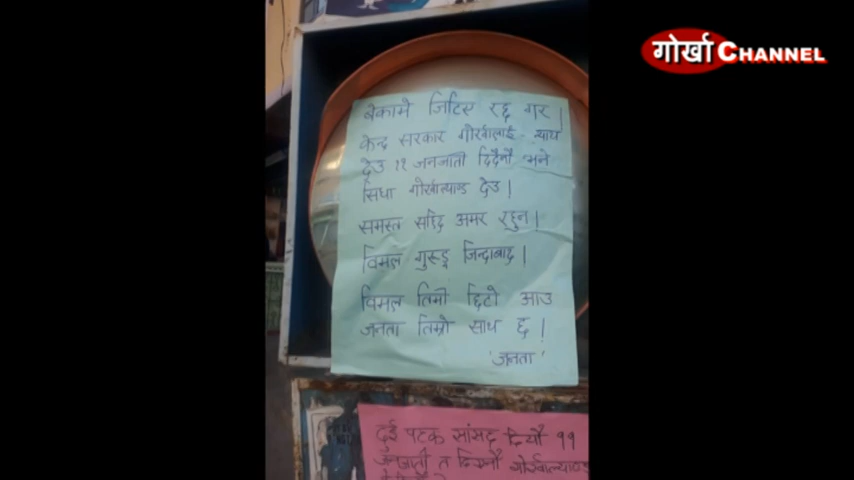 गोर्खा CHANNEL
बेकामे जिटिए रद्द गर।
केन्द्र सरकार गोर्खालाई न्याय
देउ ११ जनजाती दिदैनौ भने
सिधा गोर्खाल्याण्ड देउ!
समस्त सहिद अमर रहुन!
विमल गुरुङ्ग जिन्दाबाद।
विमल तिमी छिटो आउ
जनता तिम्रो साथ छ!
'जनता'
दुई पटक सांसद दियौ ११
जनजाती त दिएनौ गोर्खाल्याण्ड